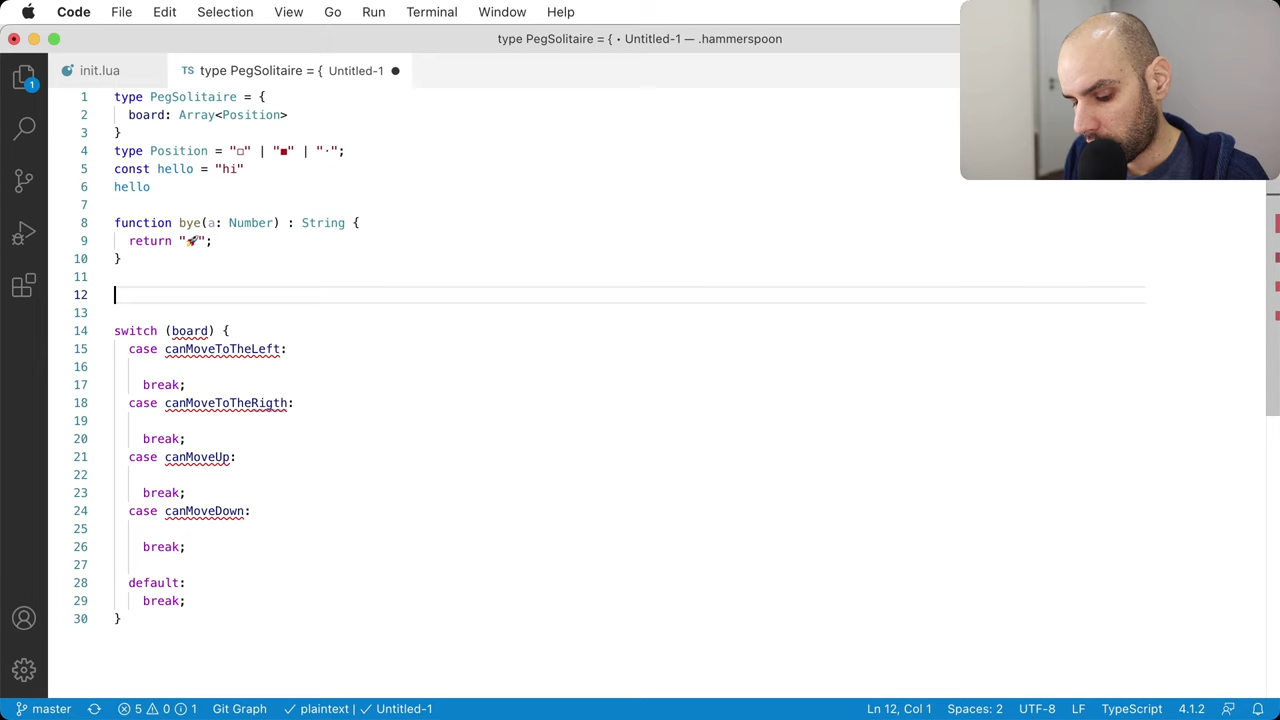 Code File Edit Selection View Go Run Terminal Window Help
type PegSolitaire = { • Untitled-1 — .hammerspoon
init.lua
TS type PegSolitaire = { Untitled-1 ●
1
1 type PegSolitaire = {
2 board: Array<Position>
3 }
4 type Position = "◻" | "◼" | "·";
5 const hello = "hi"
6 hello
7
8 function bye(a: Number) : String {
9 return "🚀";
10 }
11
12
13
14 switch (board) {
15 case canMoveToTheLeft:
16
17 break;
18 case canMoveToTheRigth:
19
20 break;
21 case canMoveUp:
22
23 break;
24 case canMoveDown:
25
26 break;
27
28 default:
29 break;
30 }
master 5 0 1 Git Graph ✓ plaintext | ✓ Untitled-1 Ln 12, Col 1 Spaces: 2 UTF-8 LF TypeScript 4.1.2